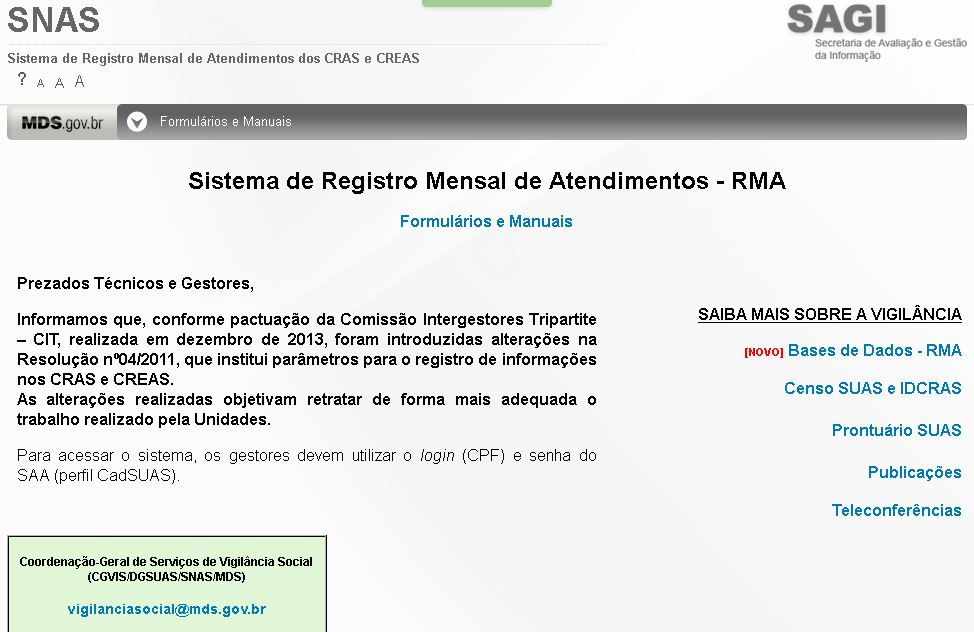 SNAS
SAGI
Secretaria de Avaliação e Gestão
da Informação
Sistema de Registro Mensal de Atendimentos dos CRAS e CREAS
? A A A
MDS.gov.br
Formulários e Manuais
Sistema de Registro Mensal de Atendimentos - RMA
Formulários e Manuais
Prezados Técnicos e Gestores,
Informamos que, conforme pactuação da Comissão Intergestores Tripartite
– CIT, realizada em dezembro de 2013, foram introduzidas alterações na
Resolução nº04/2011, que institui parâmetros para o registro de informações
nos CRAS e CREAS.
As alterações realizadas objetivam retratar de forma mais adequada o
trabalho realizado pela Unidades.
Para acessar o sistema, os gestores devem utilizar o login (CPF) e senha do
SAA (perfil CadSUAS).
SAIBA MAIS SOBRE A VIGILÂNCIA
[NOVO] Bases de Dados - RMA
Censo SUAS e IDCRAS
Prontuário SUAS
Publicações
Teleconferências
Coordenação-Geral de Serviços de Vigilância Social
(CGVIS/DGSUAS/SNAS/MDS)
vigilanciasocial@mds.gov.br